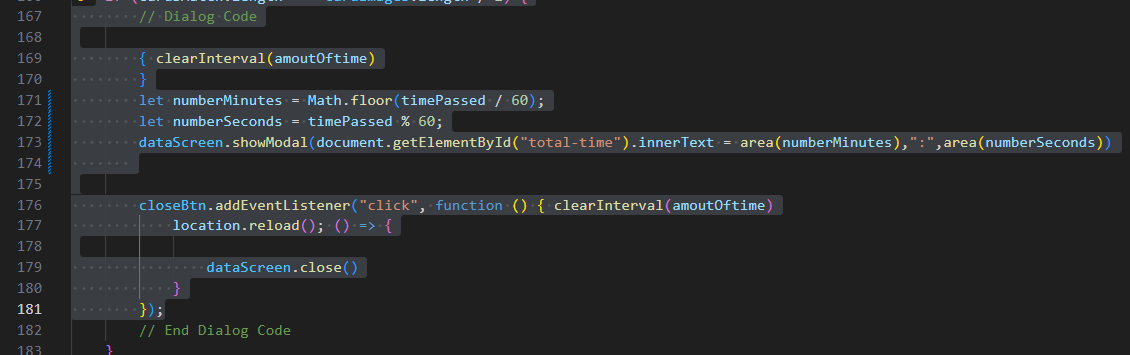 167 // Dialog Code
168
169 { clearInterval(amoutOftime)
170 }
171 let numberMinutes = Math.floor(timePassed / 60);
172 let numberSeconds = timePassed % 60;
173 dataScreen.showModal(document.getElementById("total-time").innerText = area(numberMinutes),":",area(numberSeconds))
174
175
176 closeBtn.addEventListener("click", function () { clearInterval(amoutOftime)
177 location.reload(); () => {
178
179 dataScreen.close()
180 }
181 });
182 // End Dialog Code
183 }